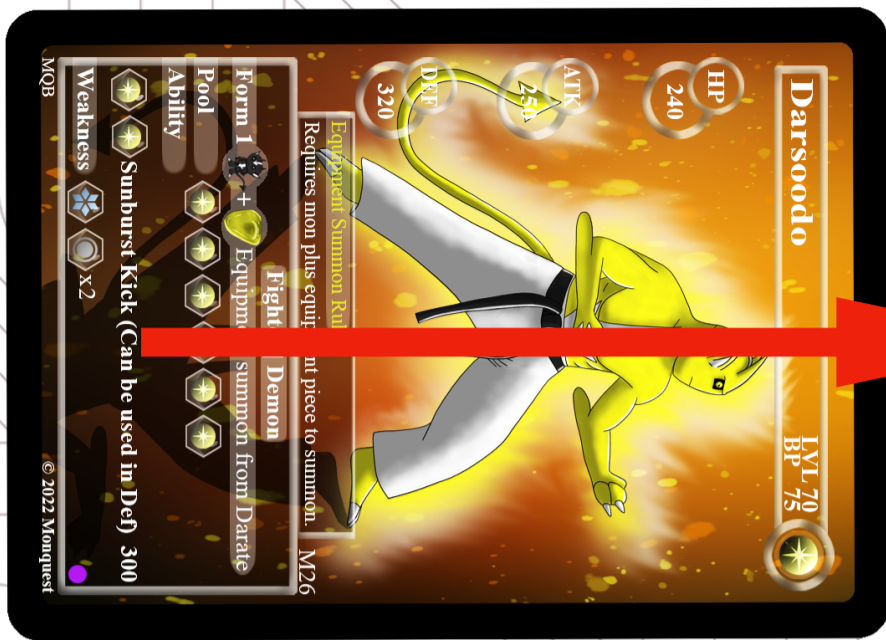 Darsoodo
LVL 70
BP 75
HP
240
ATK
250
DEF
320
Equipment Summon Rul
Requires mon plus equip nt piece to summon.
M26
Fight Demon
Form 1
+
Equipme summon from Darate
Pool
Ability
Sunburst Kick (Can be used in Def) 300
Weakness
x2
MQB
© 2022 Monquest